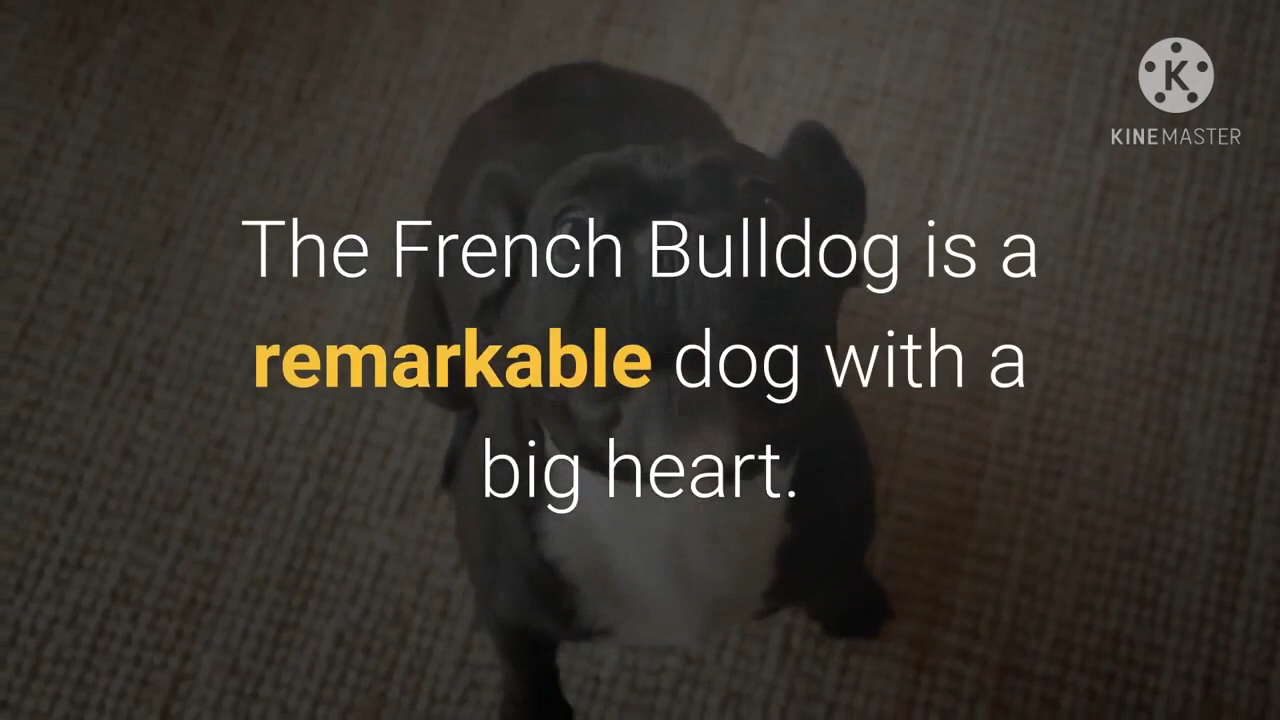 K
KINEMASTER
The French Bulldog is a
remarkable dog with a
big heart.